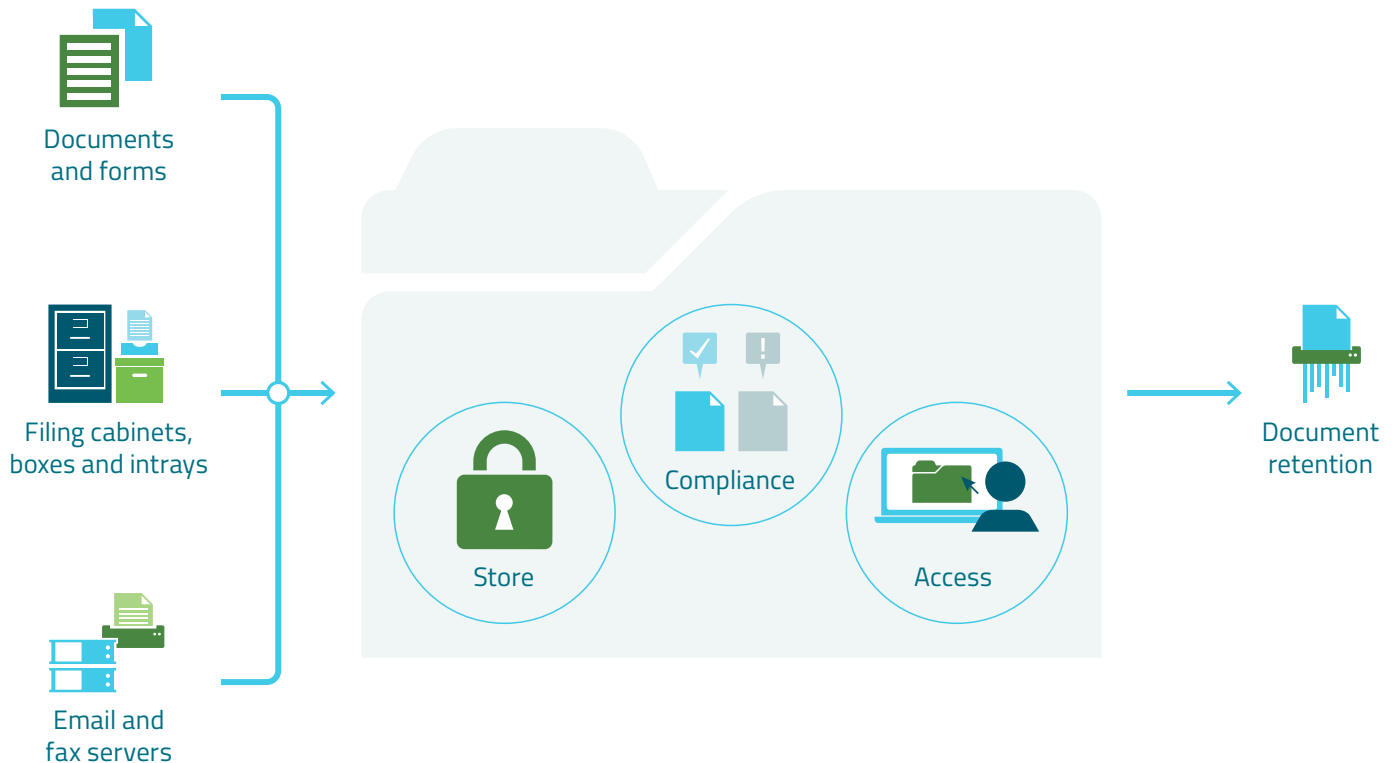 Documents
and forms
Filing cabinets,
boxes and intrays
Email and
fax servers
Store
Compliance
Access
Document
retention